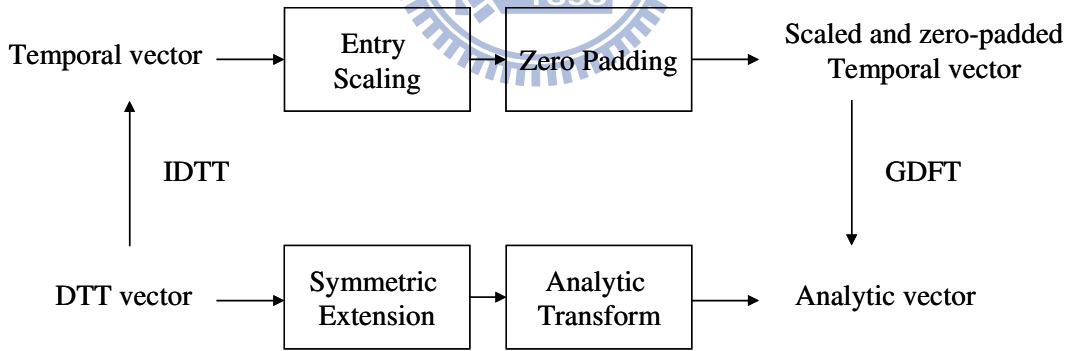 Temporal vector
Entry
Scaling
Zero Padding
Scaled and zero-padded
Temporal vector
IDTT
GDFT
DTT vector
Symmetric
Extension
Analytic
Transform
Analytic vector